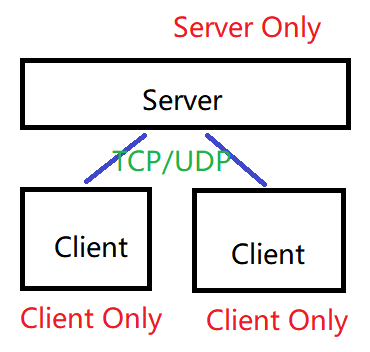 Server Only
Server
TCP/UDP
Client
Client
Client Only
Client Only